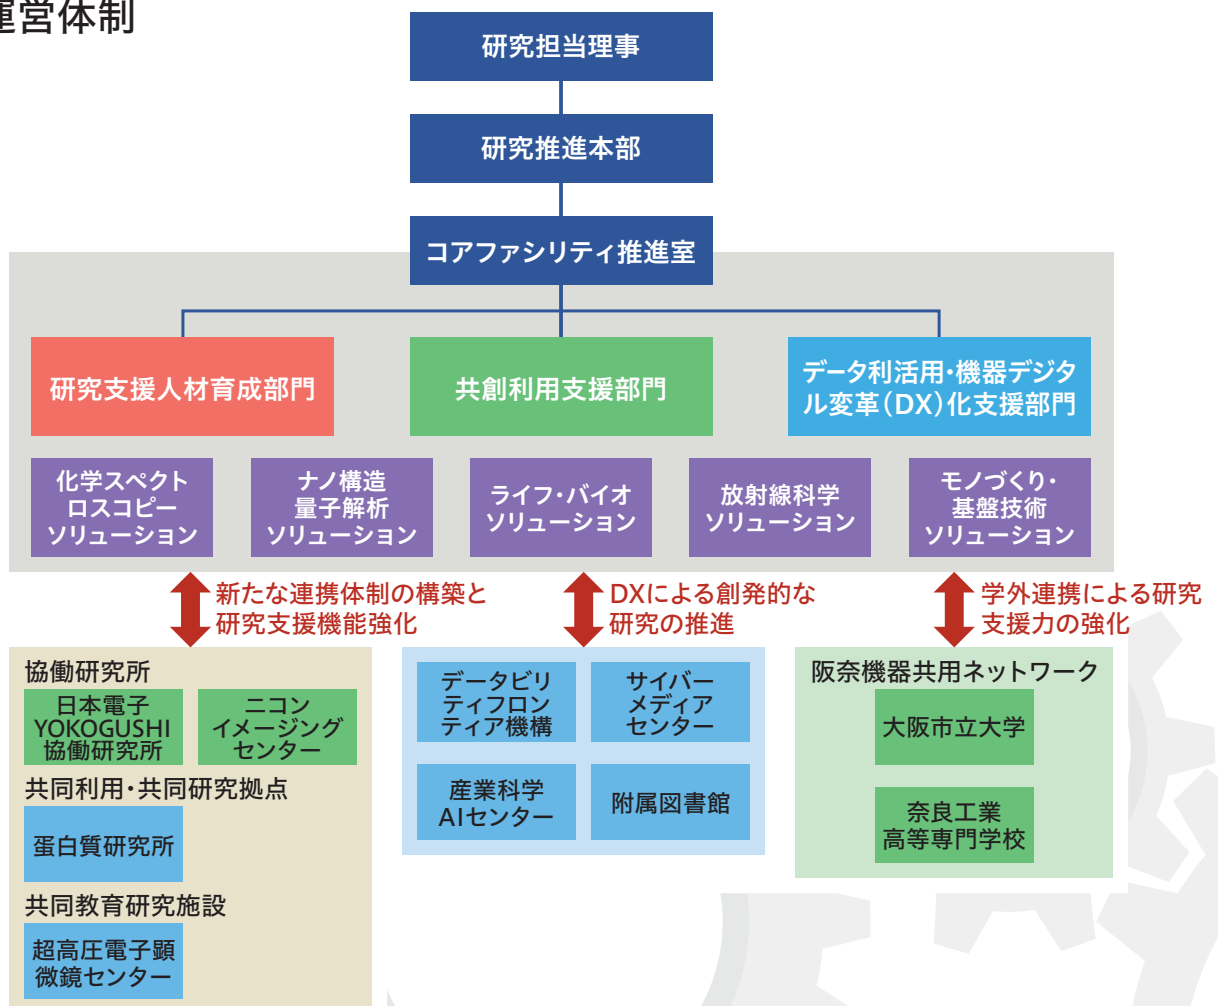 運営体制
研究担当理事
研究推進本部
コアファシリティ推進室
研究支援人材育成部門
共創利用支援部門
データ利活用・機器デジタ
ル変革(DX)化支援部門
化学スペクト
ロスコピー
ソリューション
ナノ構造
量子解析
ソリューション
ライフ・バイオ
ソリューション
放射線科学
ソリューション
モノづくり・
基盤技術
ソリューション
新たな連携体制の構築と
研究支援機能強化
DXによる創発的な
研究の推進
学外連携による研究
支援力の強化
協働研究所
日本電子
YOKOGUSHI
協働研究所
ニコン
イメージング
センター
共同利用・共同研究拠点
蛋白質研究所
共同教育研究施設
超高圧電子顕
微鏡センター
データビリ
ティフロン
ティア機構
サイバー
メディア
センター
産業科学
AIセンター
附属図書館
阪奈機器共用ネットワーク
大阪市立大学
奈良工業
高等専門学校